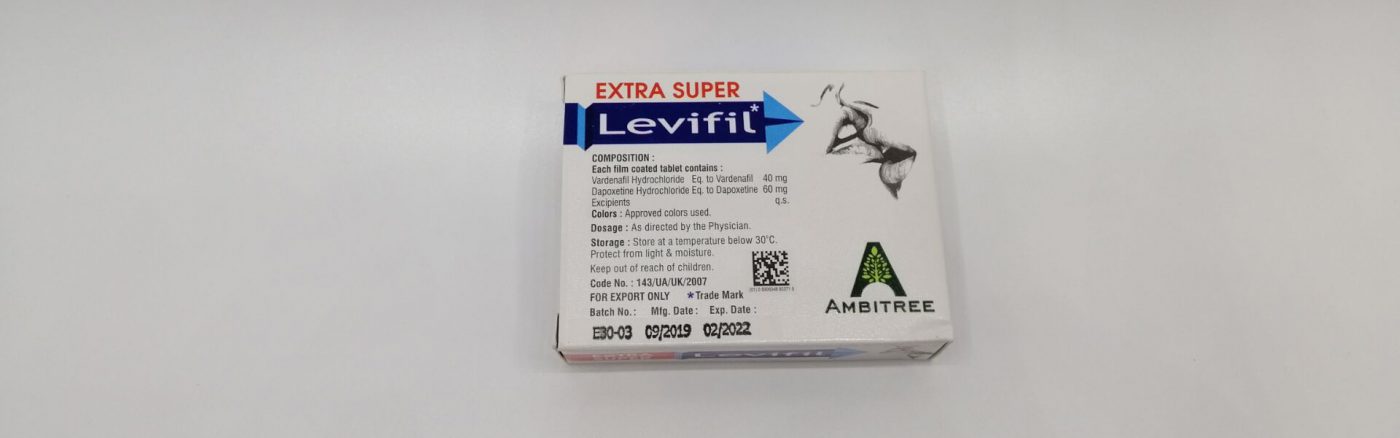 EXTRA SUPER
Levifil*
COMPOSITION :
Each film coated tablet contains :
Vardenafil Hydrochloride Eq. to Vardenafil 40 mg
Dapoxetine Hydrochloride Eq. to Dapoxetine 60 mg
Excipients q.s.
Colors : Approved colors used.
Dosage : As directed by the Physician.
Storage : Store at a temperature below 30°C.
Protect from light & moisture.
Keep out of reach of children.
Code No. : 143/UA/UK/2007
FOR EXPORT ONLY *Trade Mark
Batch No.: Mfg. Date : Exp. Date :
E30-03 09/2019 02/2022
AMBITREE
Levifil